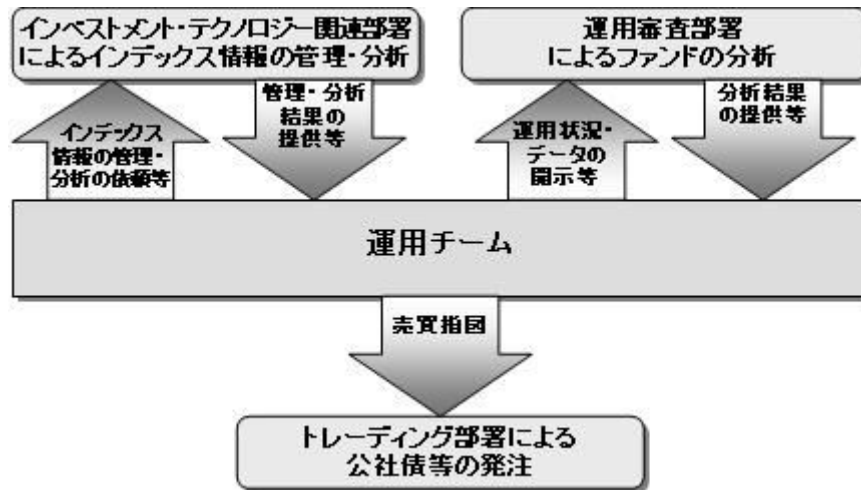 インベストメント・テクノロジー関連部署
によるインデックス情報の管理・分析
運用審査部署
によるファンドの分析
インデックス
情報の管理・
分析の依頼等
管理・分析
結果の
提供等
運用状況・
データの
開示等
分析結果
の提供等
運用チーム
売買指図
トレーディング部署による
公社債等の発注